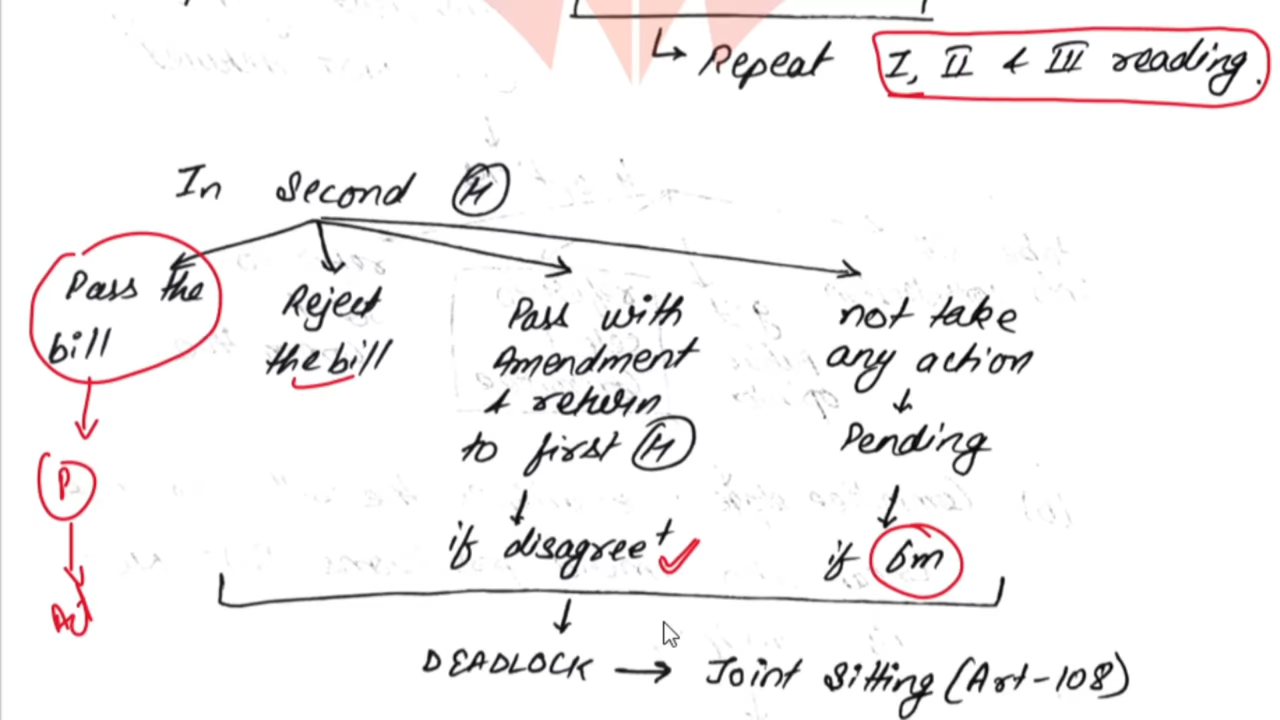 ↳ Repeat I, II & III reading.
In second H
Pass the bill
Reject the bill
Pass with Amendment & return to first H
not take any action
↓
Pending
↓
P
↓
Act
↓
if disagree +
↓
if 6m
↓
DEADLOCK → Joint Sitting (Art-108)